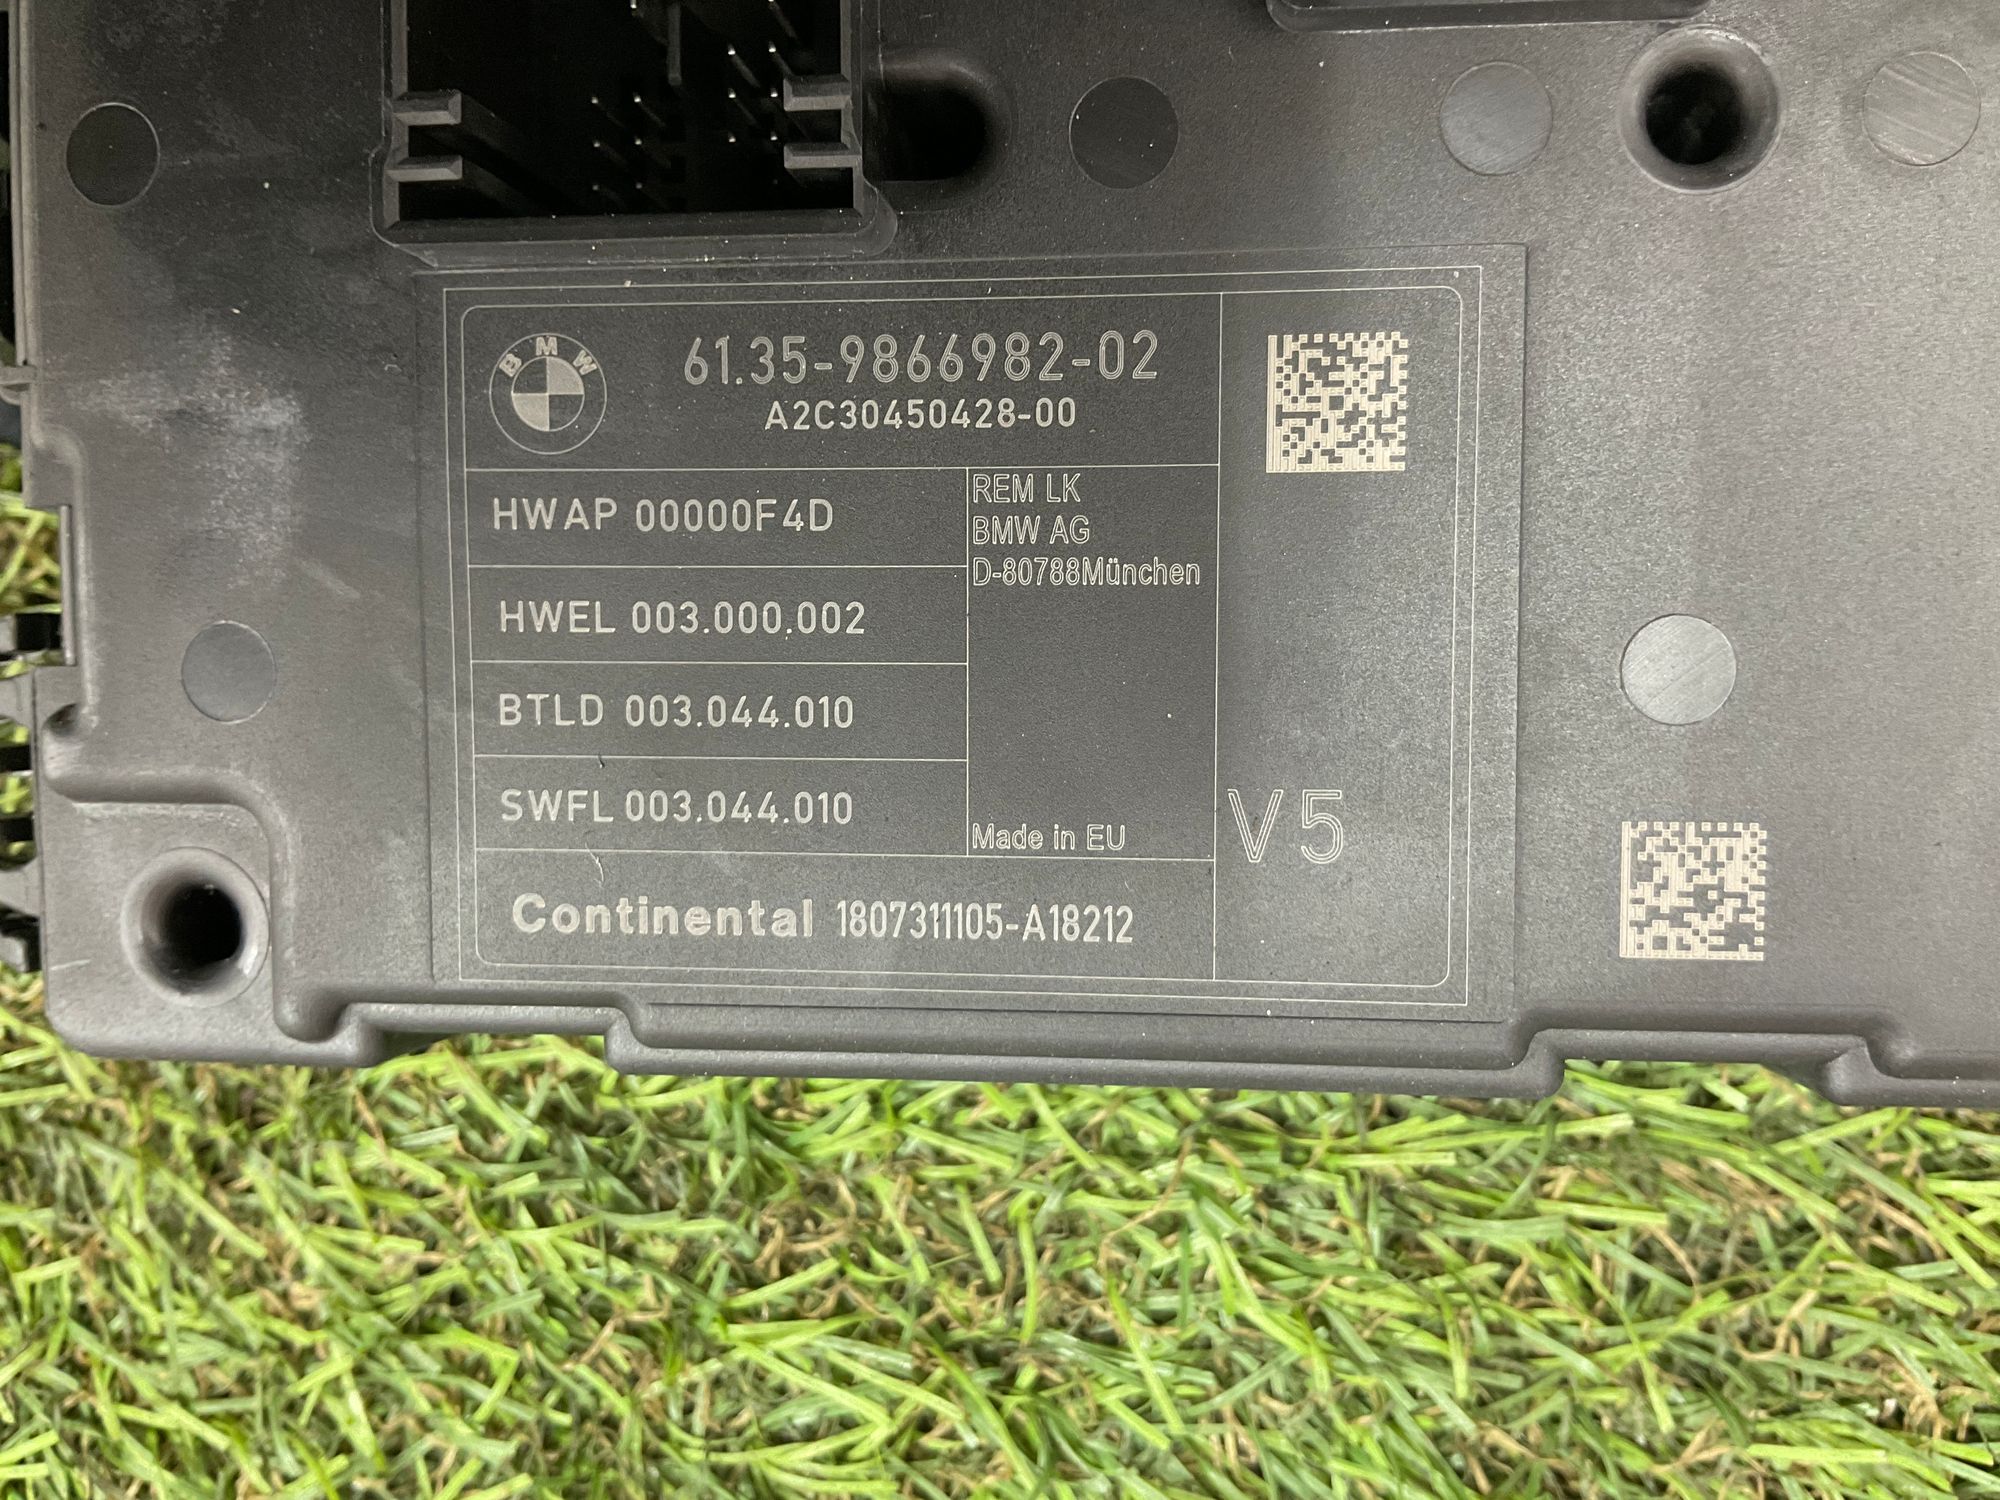 BMW
61.35-9866982-02
A2C30450428-00
HWAP 00000F4D
REM LK
BMW AG
D-80788München
HWEL 003.000.002
BTLD 003.044.010
SWFL 003.044.010
Made in EU
V5
Continental 1807311105-A18212